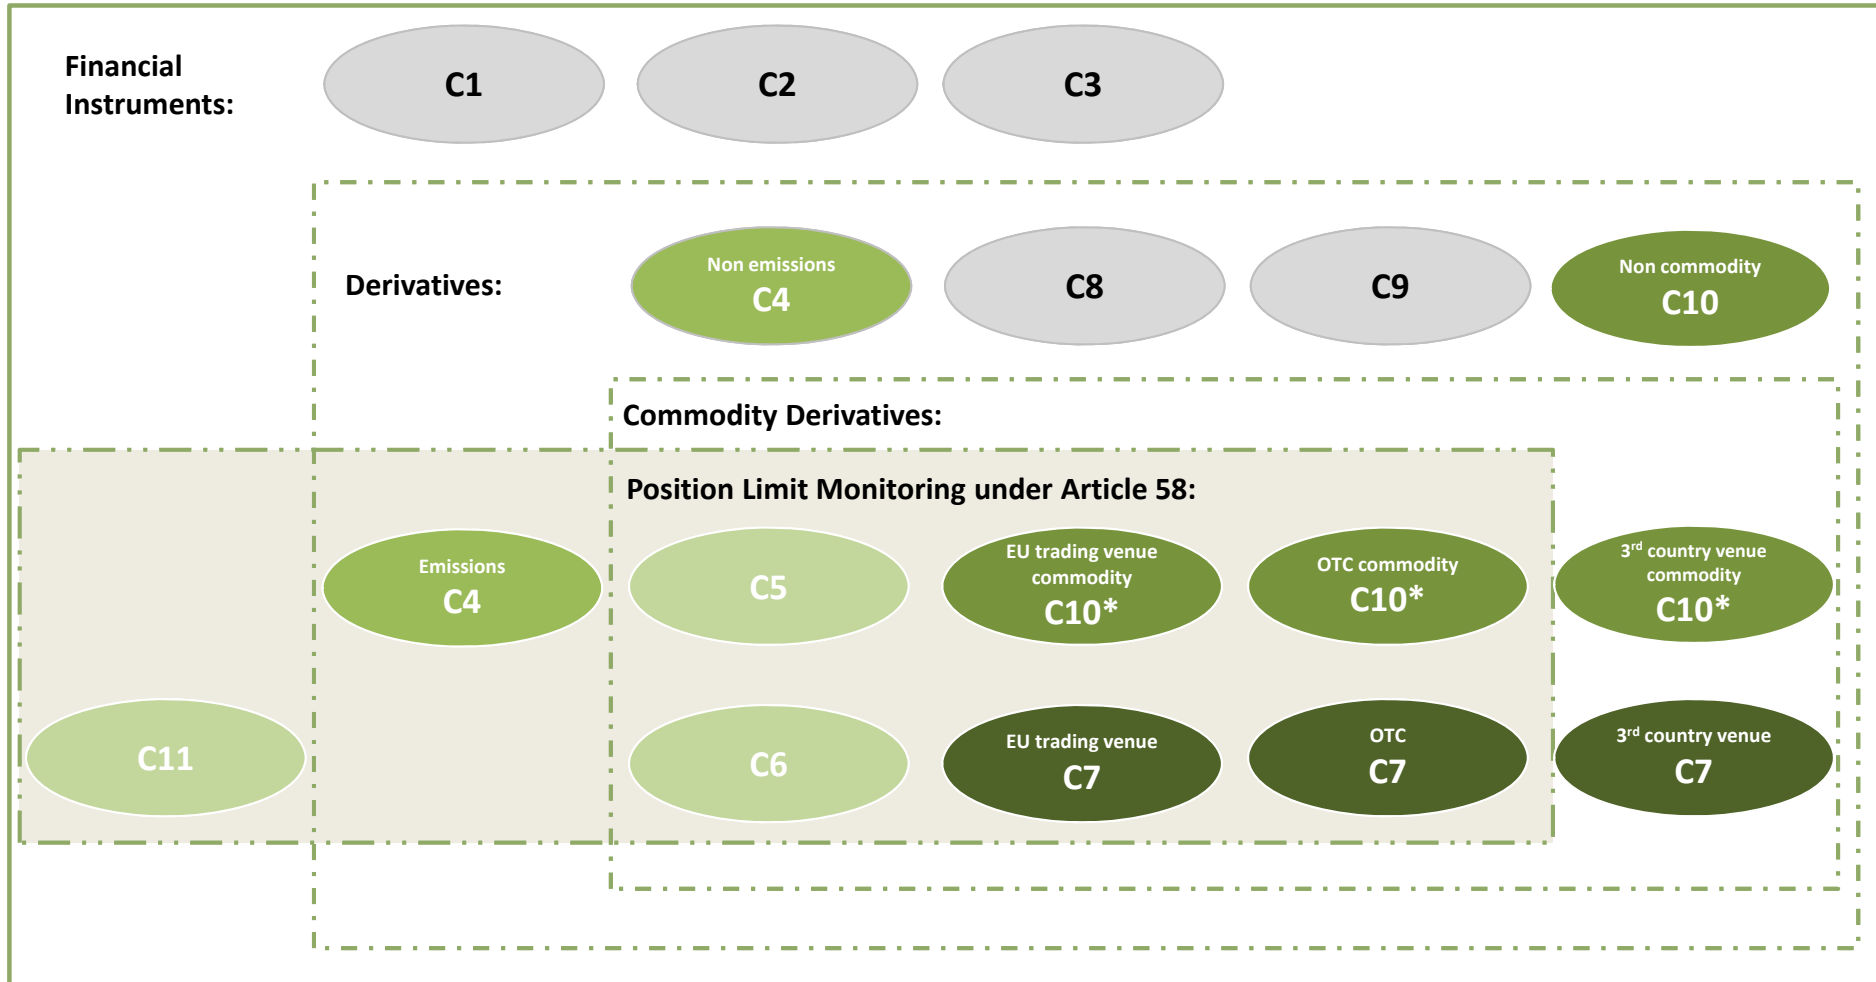 Financial
Instruments:
C1
C2
C3
Derivatives:
Non emissions
C4
C8
C9
Non commodity
C10
Commodity Derivatives:
Position Limit Monitoring under Article 58:
Emissions
C4
C5
EU trading venue
commodity
C10*
OTC commodity
C10*
3rd country venue
commodity
C10*
C11
C6
EU trading venue
C7
OTC
C7
3rd country venue
C7